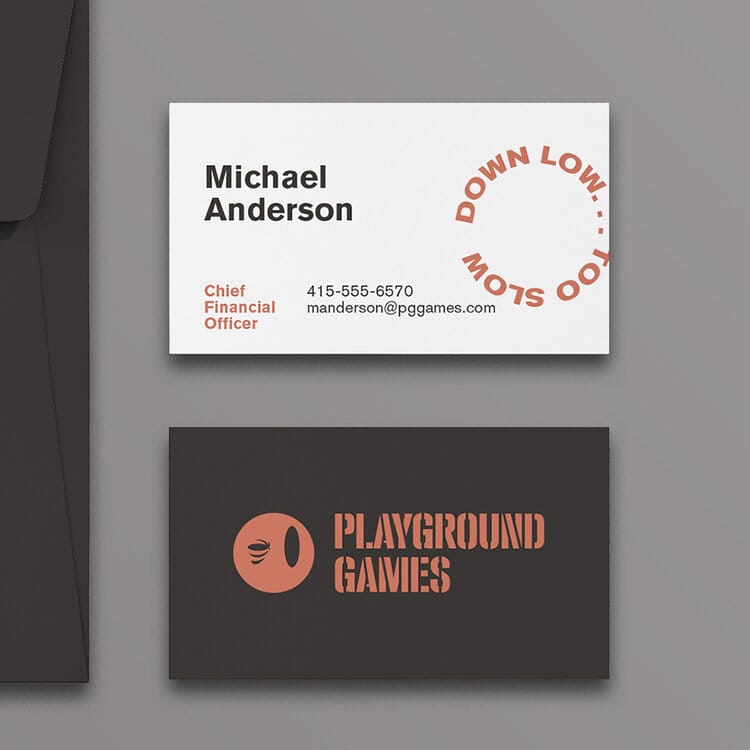 Michael
Anderson
DOWN LOW... TOO SLOW
Chief
Financial
Officer
415-555-6570
manderson@pggames.com
PLAYGROUND
GAMES